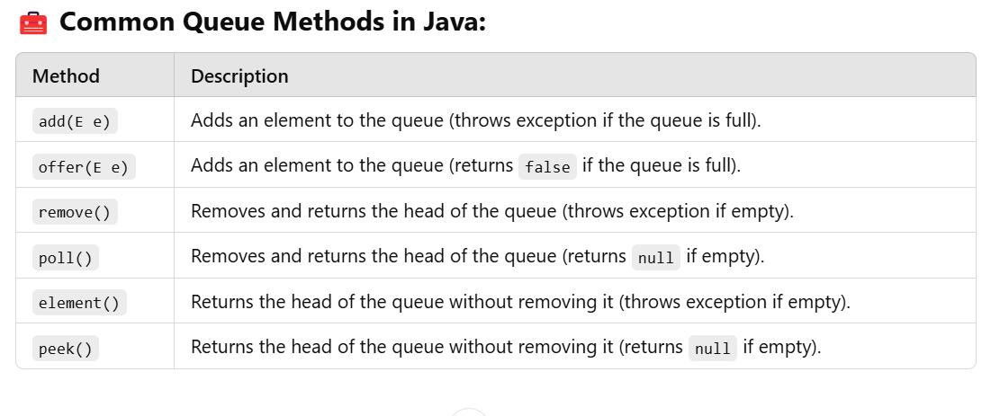 Common Queue Methods in Java:
Method Description
add(E e) Adds an element to the queue (throws exception if the queue is full).
offer(E e) Adds an element to the queue (returns false if the queue is full).
remove() Removes and returns the head of the queue (throws exception if empty).
poll() Removes and returns the head of the queue (returns null if empty).
element() Returns the head of the queue without removing it (throws exception if empty).
peek() Returns the head of the queue without removing it (returns null if empty).